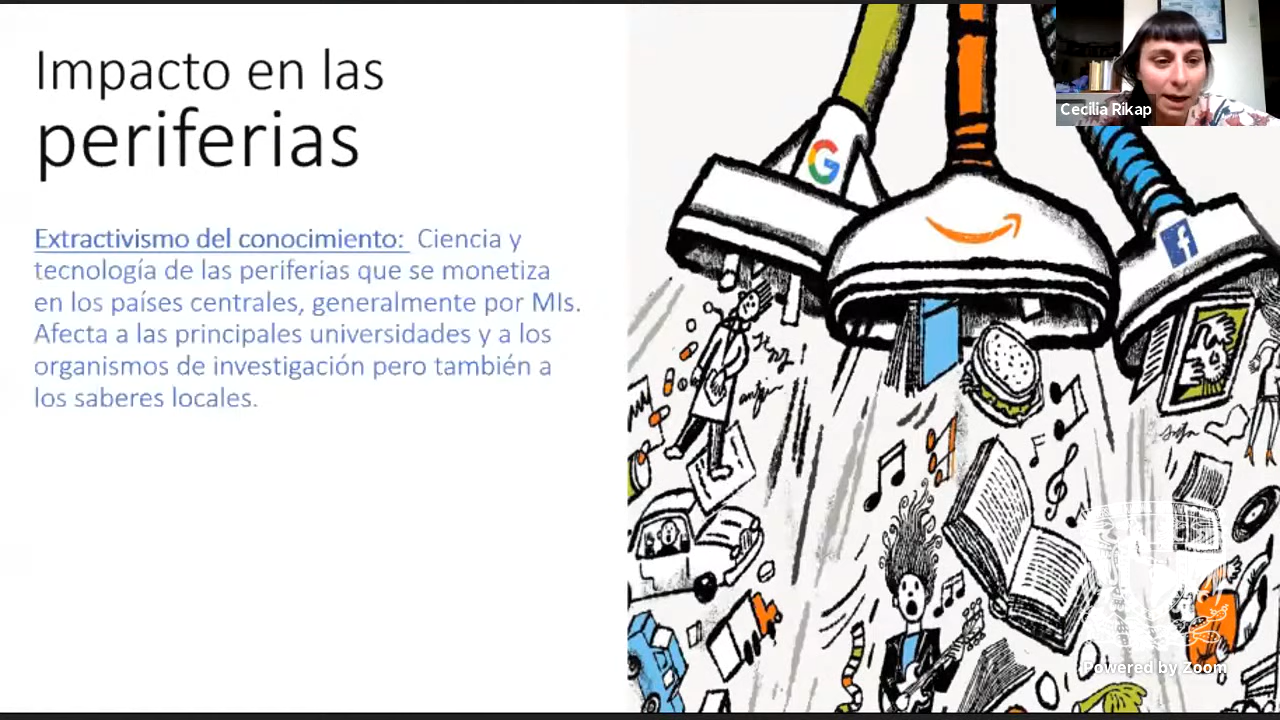 Impacto en las
periferias
Extractivismo del conocimiento: Ciencia y
tecnología de las periferias que se monetiza
en los países centrales, generalmente por MIs.
Afecta a las principales universidades y a los
organismos de investigación pero también a
los saberes locales.
Cecilia Rikap
G
f
Powered by Zoom